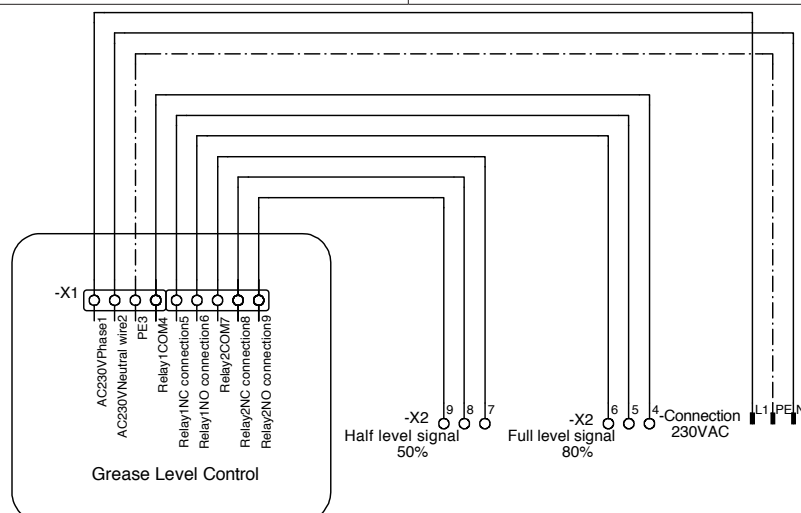 -X1
AC230VPhase1
AC230VNeutral wire2
PE3
Relay1COM4
Relay1NC connection5
Relay1NO connection6
Relay2COM7
Relay2NC connection8
Relay2NO connection9
Grease Level Control
-X2 9 8 7
Half level signal
50%
-X2 6 5 4
Full level signal
80%
-Connection L1 PE N
230VAC